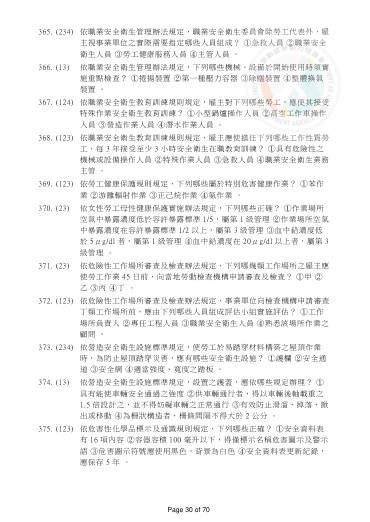 365. (234) 依職業安全衛生管理辦法規定，職業安全衛生委員會除勞工代表外，雇
主視事業單位之實際需要指定哪些人員組成？ ①急救人員 ②職業安全
衛生人員 ③勞工健康服務人員 ④主管人員 。
366. (13) 依職業安全衛生管理辦法規定，下列哪些機械、設備於開始使用時須實
施重點檢查？ ①捲揚裝置 ②第一種壓力容器 ③除塵裝置 ④整體換氣
裝置 。
367. (124) 依職業安全衛生教育訓練規則規定，雇主對下列哪些勞工，應使其接受
特殊作業安全衛生教育訓練？ ①小型鍋爐操作人員 ②高空工作車操作
人員 ③營造作業人員 ④潛水作業人員 。
368. (123) 依職業安全衛生教育訓練規則規定，雇主應使擔任下列哪些工作性質勞
工，每 3 年接受至少 3 小時安全衛生在職教育訓練？ ①具有危險性之
機械或設備操作人員 ②特殊作業人員 ③急救人員 ④職業安全衛生業務
主管 。
369. (123) 依勞工健康保護規則規定，下列哪些屬於特別危害健康作業？ ①苯作
業 ②游離輻射作業 ③正己烷作業 ④氯作業 。
370. (23) 依女性勞工母性健康保護實施辦法規定，下列哪些正確？ ①作業場所
空氣中暴露濃度低於容許暴露標準 1/5，屬第 1 級管理 ②作業場所空氣
中暴露濃度在容許暴露標準 1/2 以上，屬第 3 級管理 ③血中鉛濃度低
於 5μg/dl 者，屬第 1 級管理 ④血中鉛濃度在 20μg/dl 以上者，屬第 3
級管理 。
371. (23) 依危險性工作場所審查及檢查辦法規定，下列哪幾類工作場所之雇主應
使勞工作業 45 日前，向當地勞動檢查機構申請審查及檢查？ ①甲 ②
乙 ③丙 ④丁 。
372. (123) 依危險性工作場所審查及檢查辦法規定，事業單位向檢查機構申請審查
丁類工作場所前，應由下列哪些人員組成評估小組實施評估？ ①工作
場所負責人 ②專任工程人員 ③職業安全衛生人員 ④熟悉該場所作業之
顧問 。
373. (234) 依營造安全衛生設施標準規定，使勞工於易踏穿材料構築之屋頂作業
時，為防止屋頂踏穿災害，應有哪些安全衛生設施？ ①護欄 ②安全通
道 ③安全網 ④適當強度、寬度之踏板 。
374. (13) 依營造安全衛生設施標準規定，設置之護蓋，應依哪些規定辦理？ ①
具有能使車輛安全通過之強度 ②供車輛通行者，得以車輛後軸載重之
1.5 倍設計之，並不得妨礙車輛之正常通行 ③有效防止滑溜、掉落、掀
出或移動 ④為柵狀構造者，柵條間隔不得大於 2 公分 。
375. (123) 依危害性化學品標示及通識規則規定，下列哪些正確？ ①安全資料表
有 16 項內容 ②容器容積 100 毫升以下，得僅標示名稱危害圖示及警示
語 ③危害圖示符號應使用黑色，背景為白色 ④安全資料表更新紀錄，
應保存 5 年 。
Page 30 of 70